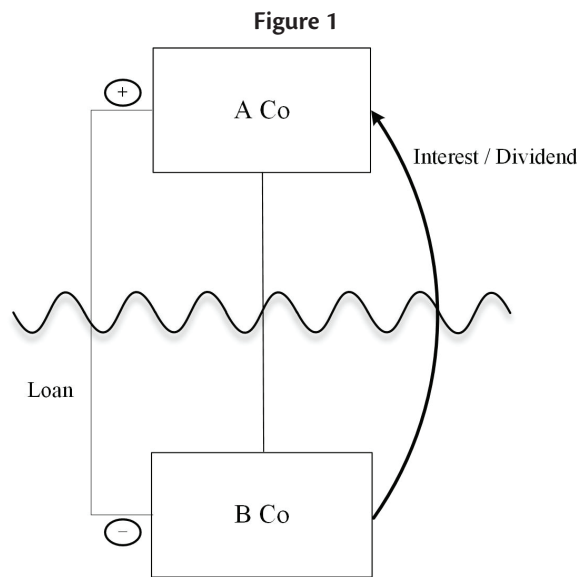 Figure 1
+
A Co
Interest / Dividend
Loan
B Co
−